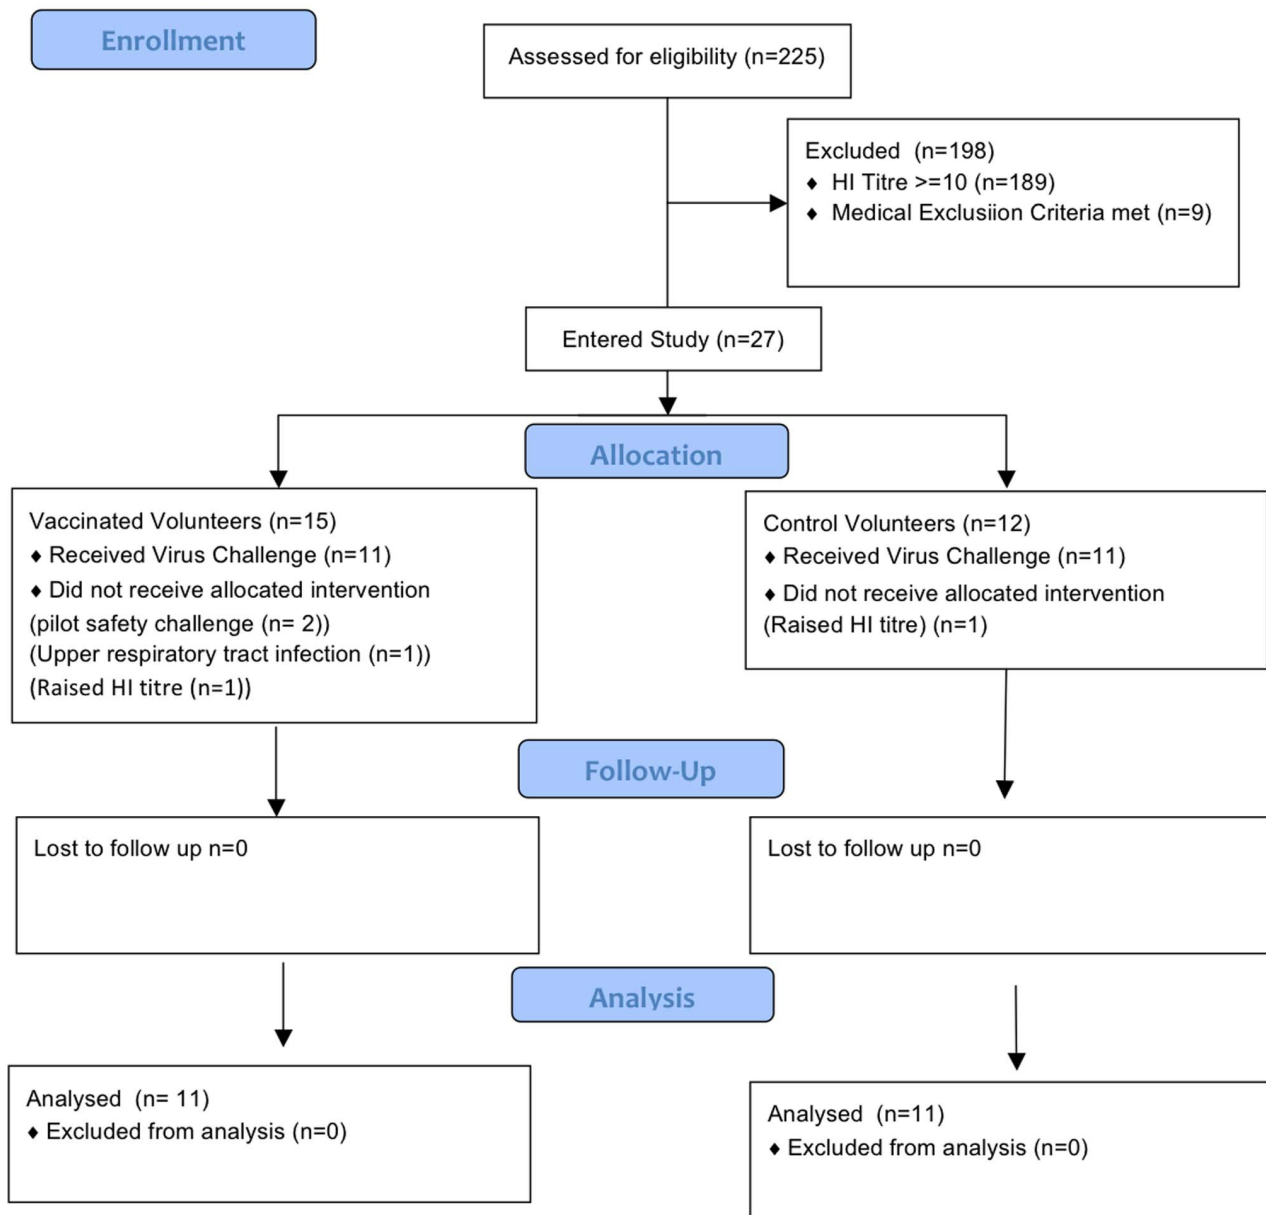 Enrollment
Assessed for eligibility (n=225)
Excluded (n=198)
♦ HI Titre >=10 (n=189)
♦ Medical Exclusiion Criteria met (n=9)
Entered Study (n=27)
Allocation
Vaccinated Volunteers (n=15)
♦ Received Virus Challenge (n=11)
♦ Did not receive allocated intervention
(pilot safety challenge (n= 2))
(Upper respiratory tract infection (n=1))
(Raised HI titre (n=1))
Control Volunteers (n=12)
♦ Received Virus Challenge (n=11)
♦ Did not receive allocated intervention
(Raised HI titre) (n=1)
Follow-Up
Lost to follow up n=0
Lost to follow up n=0
Analysis
Analysed (n= 11)
♦ Excluded from analysis (n=0)
Analysed (n=11)
♦ Excluded from analysis (n=0)